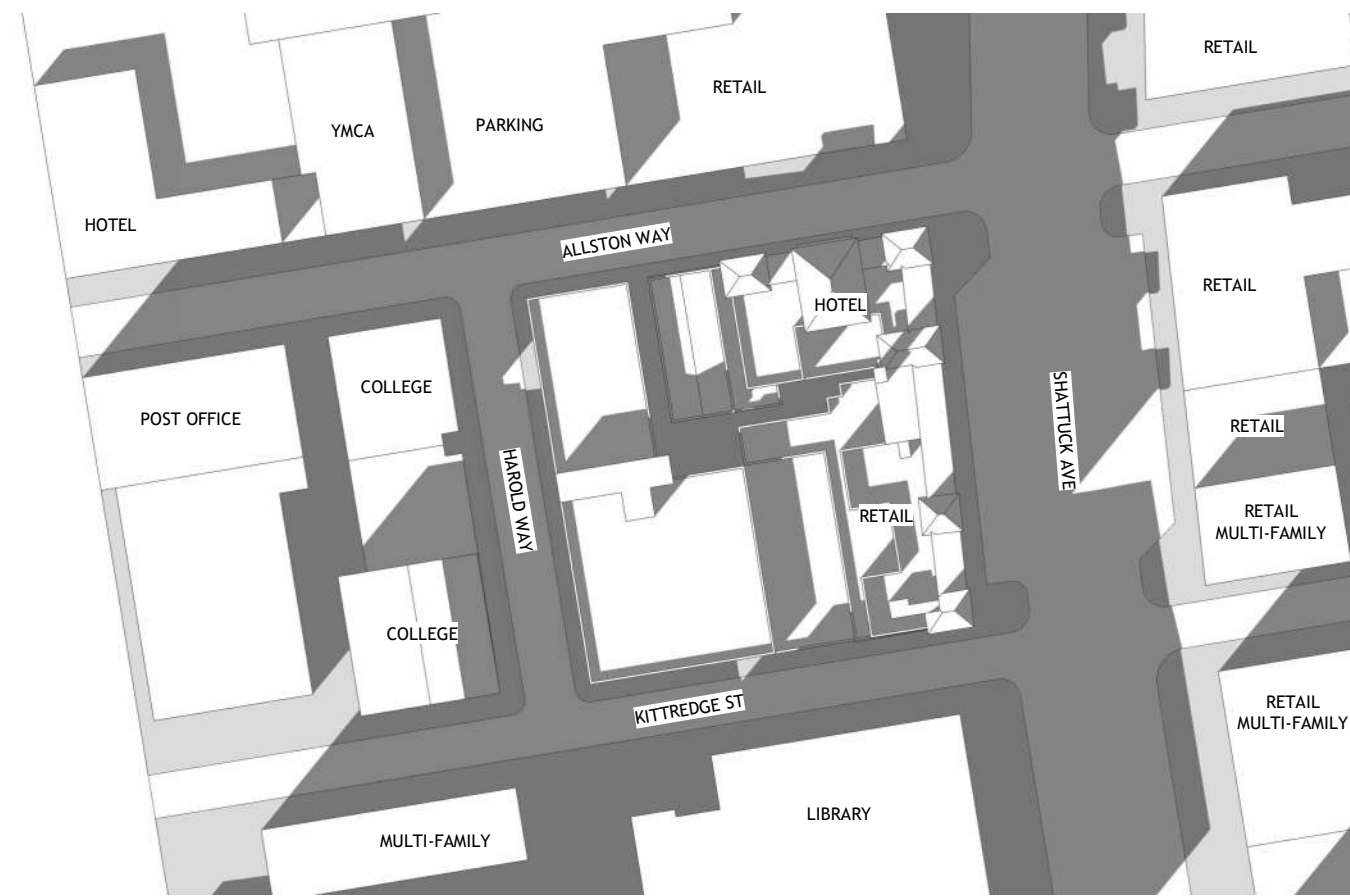 RETAIL
RETAIL
PARKING
YMCA
HOTEL
ALLSTON WAY
RETAIL
HOTEL
COLLEGE
SHATTUCK AVE
POST OFFICE
RETAIL
HAROLD WAY
RETAIL
RETAIL
MULTI-FAMILY
COLLEGE
KITTREDGE ST
RETAIL
MULTI-FAMILY
LIBRARY
MULTI-FAMILY